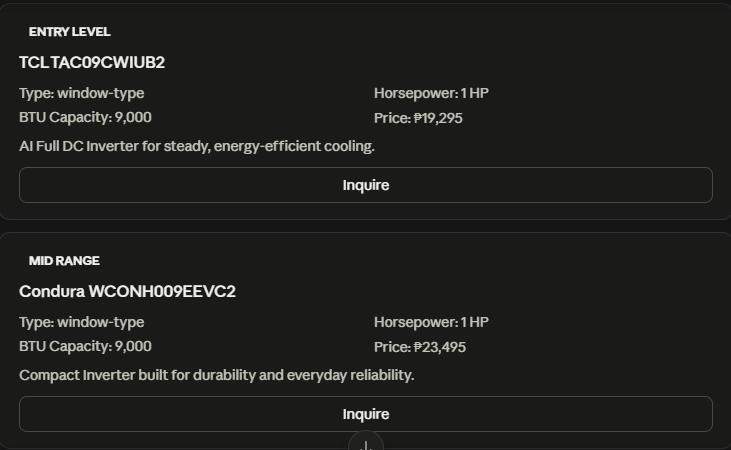 ENTRY LEVEL
TCL TAC09CWIUB2
Type: window-type
Horsepower: 1 HP
BTU Capacity: 9,000
Price: ₱19,295
AI Full DC Inverter for steady, energy-efficient cooling.
Inquire
MID RANGE
Condura WCONH009EEVC2
Type: window-type
Horsepower: 1 HP
BTU Capacity: 9,000
Price: ₱23,495
Compact Inverter built for durability and everyday reliability.
Inquire